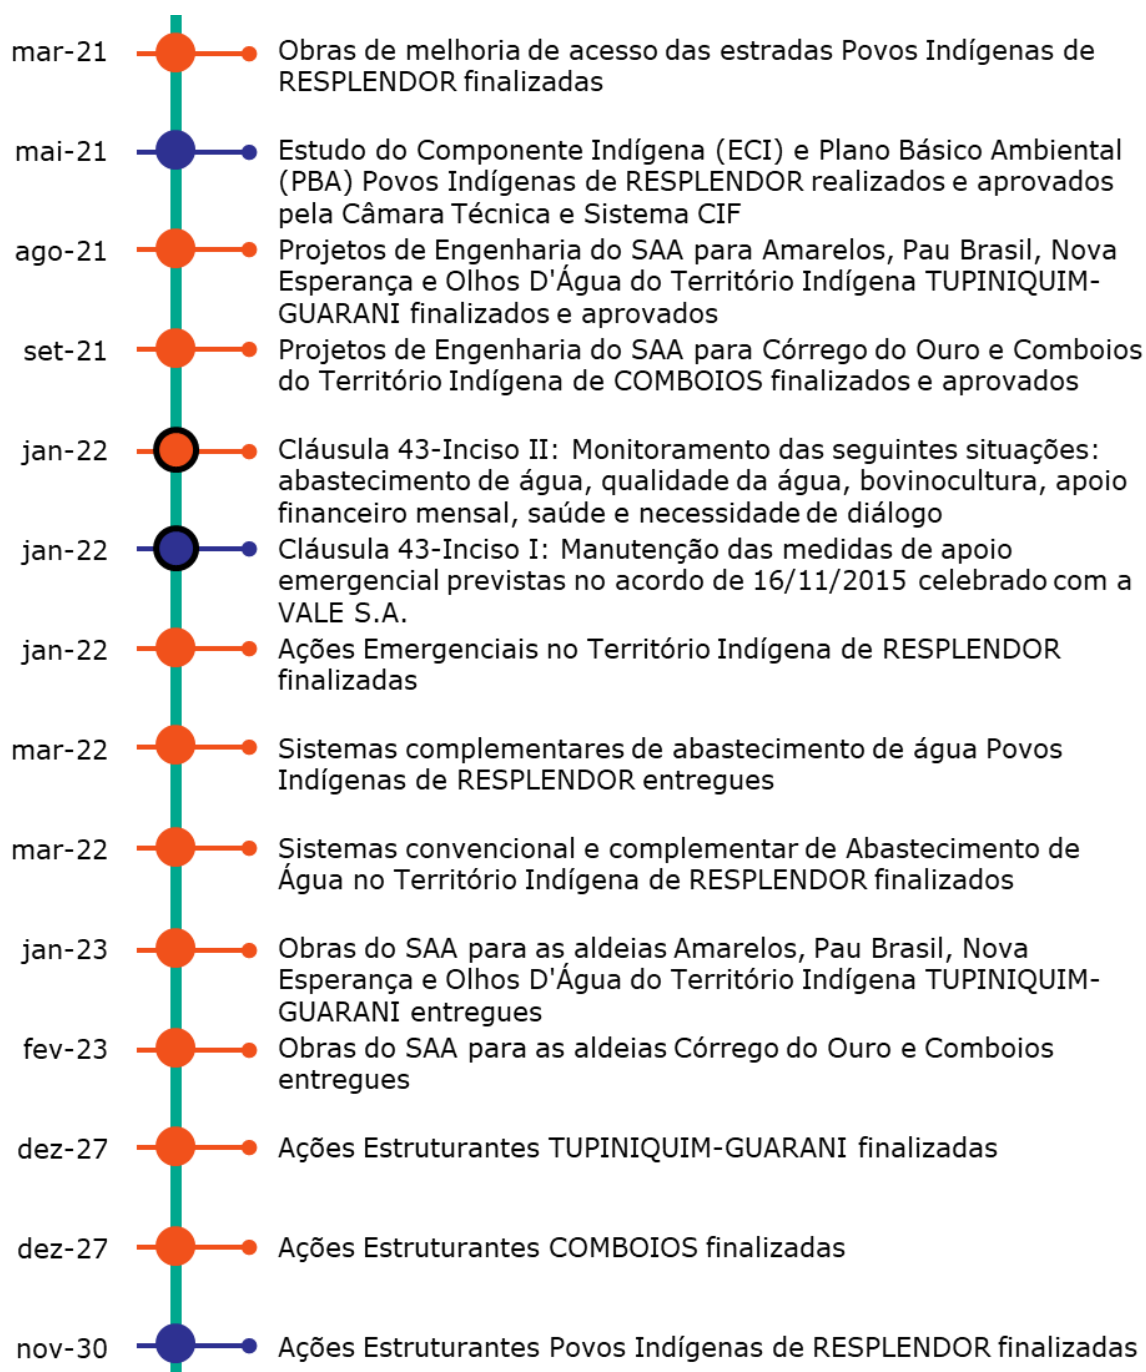 mar-21 Obras de melhoria de acesso das estradas Povos Indígenas de
RESPLENDOR finalizadas
mai-21 Estudo do Componente Indígena (ECI) e Plano Básico Ambiental
(PBA) Povos Indígenas de RESPLENDOR realizados e aprovados
pela Câmara Técnica e Sistema CIF
ago-21 Projetos de Engenharia do SAA para Amarelos, Pau Brasil, Nova
Esperança e Olhos D'Água do Território Indígena TUPINIQUIM-
GUARANI finalizados e aprovados
set-21 Projetos de Engenharia do SAA para Córrego do Ouro e Comboios
do Território Indígena de COMBOIOS finalizados e aprovados
jan-22 Cláusula 43-Inciso II: Monitoramento das seguintes situações:
abastecimento de água, qualidade da água, bovinocultura, apoio
financeiro mensal, saúde e necessidade de diálogo
jan-22 Cláusula 43-Inciso I: Manutenção das medidas de apoio
emergencial previstas no acordo de 16/11/2015 celebrado com a
VALE S.A.
jan-22 Ações Emergenciais no Território Indígena de RESPLENDOR
finalizadas
mar-22 Sistemas complementares de abastecimento de água Povos
Indígenas de RESPLENDOR entregues
mar-22 Sistemas convencional e complementar de Abastecimento de
Água no Território Indígena de RESPLENDOR finalizados
jan-23 Obras do SAA para as aldeias Amarelos, Pau Brasil, Nova
Esperança e Olhos D'Água do Território Indígena TUPINIQUIM-
GUARANI entregues
fev-23 Obras do SAA para as aldeias Córrego do Ouro e Comboios
entregues
dez-27 Ações Estruturantes TUPINIQUIM-GUARANI finalizadas
dez-27 Ações Estruturantes COMBOIOS finalizadas
nov-30 Ações Estruturantes Povos Indígenas de RESPLENDOR finalizadas